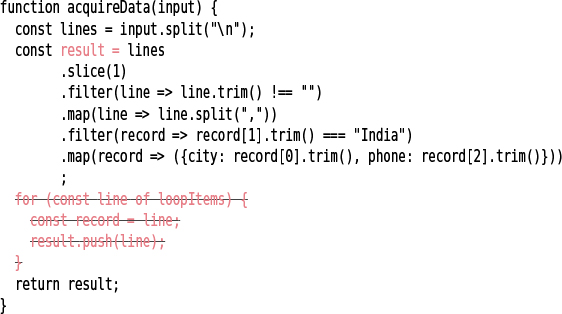 function acquireData(input) {
  const lines = input.split("\n");
  const result = lines
        .slice(1)
        .filter(line => line.trim() !== "")
        .map(line => line.split(","))
        .filter(record => record[1].trim() === "India")
        .map(record => ({city: record[0].trim(), phone: record[2].trim()}))
        ;
  for (const line of loopItems) {
    const record = line;
    result.push(line);
  }
  return result;
}